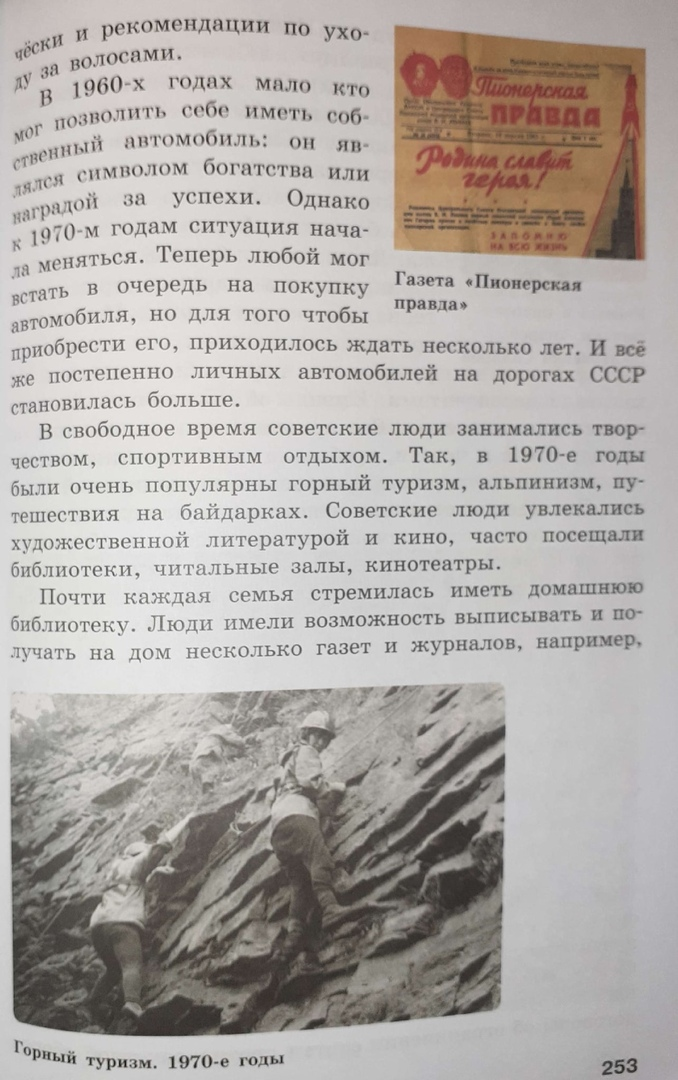 чёски и рекомендации по ухо-
ду за волосами.
В 1960-х годах мало кто
мог позволить себе иметь соб-
ственный автомобиль: он яв-
лялся символом богатства или
наградой за успехи. Однако
к 1970-м годам ситуация нача-
ла меняться. Теперь любой мог
встать в очередь на покупку
автомобиля, но для того чтобы
приобрести его, приходилось ждать несколько лет. И всё
же постепенно личных автомобилей на дорогах СССР
становилась больше.
Пионерская
ПРАВДА
Родина славит
героя!
ЗАПОМНЮ
НА ВСЮ ЖИЗНЬ
Газета «Пионерская
правда»
В свободное время советские люди занимались твор-
чеством, спортивным отдыхом. Так, в 1970-е годы
были очень популярны горный туризм, альпинизм, пу-
тешествия на байдарках. Советские люди увлекались
художественной литературой и кино, часто посещали
библиотеки, читальные залы, кинотеатры.
Почти каждая семья стремилась иметь домашнюю
библиотеку. Люди имели возможность выписывать и по-
лучать на дом несколько газет и журналов, например,
Горный туризм. 1970-е годы
253